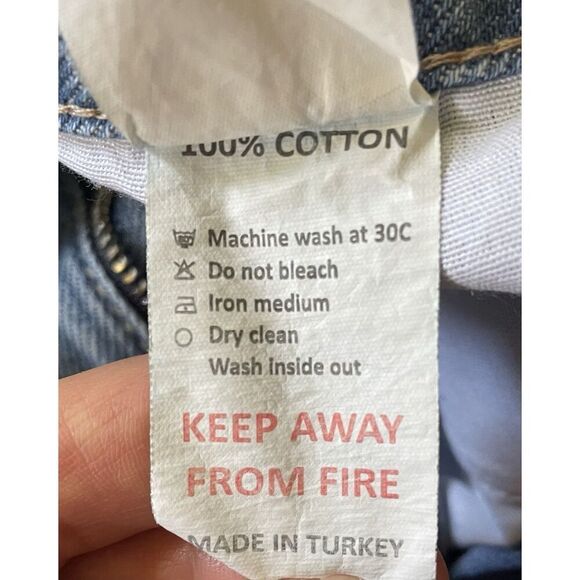 100% COTTON
Machine wash at 30C
Do not bleach
Iron medium
Dry clean
Wash inside out
KEEP AWAY
FROM FIRE
MADE IN TURKEY